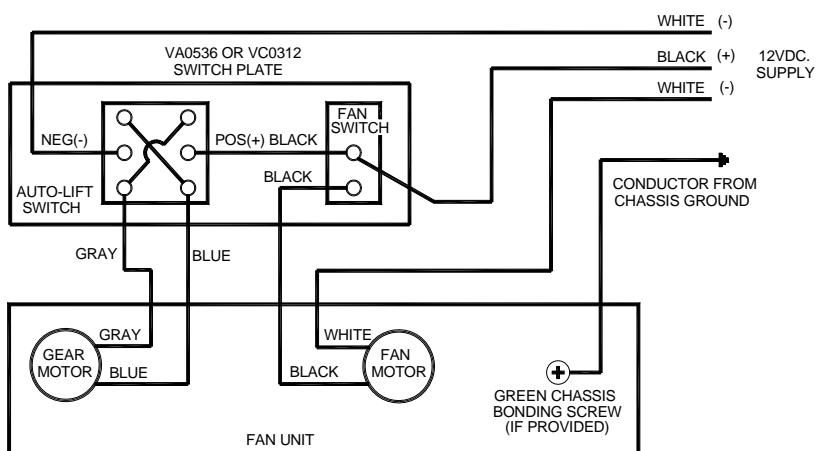 WHITE (-)
VA0536 OR VC0312
SWITCH PLATE
BLACK (+)
12VDC.
SUPPLY
WHITE (-)
FAN
SWITCH
NEG(-)
POS(+) BLACK
BLACK
AUTO-LIFT
SWITCH
CONDUCTOR FROM
CHASSIS GROUND
GRAY
BLUE
GRAY
WHITE
GEAR
MOTOR
BLUE
BLACK
FAN
MOTOR
GREEN CHASSIS
BONDING SCREW
(IF PROVIDED)
FAN UNIT